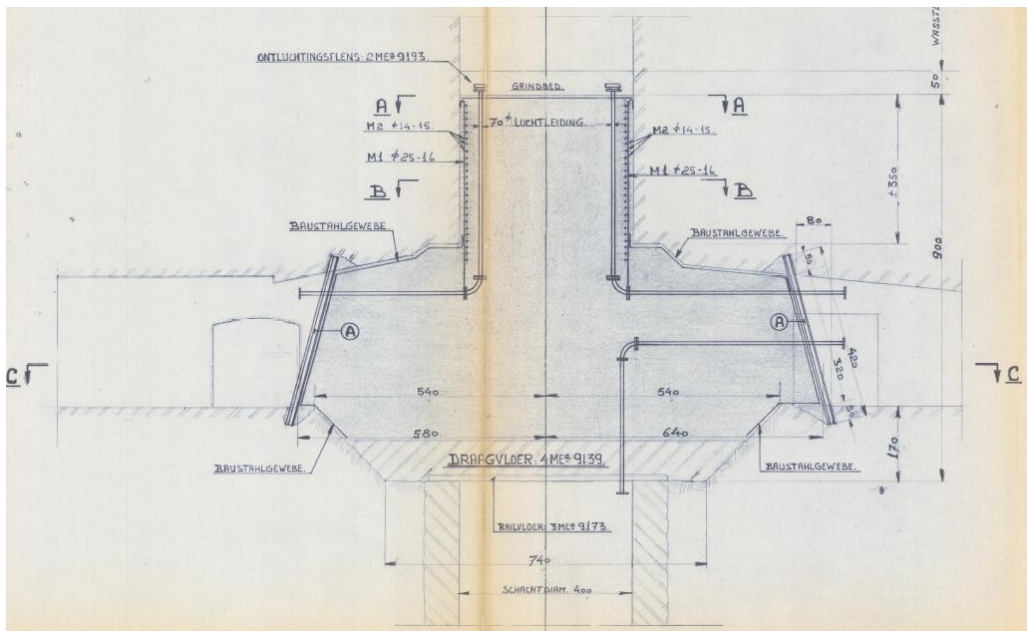 WASSTE
ONTLUCHTINGSFLENS: 2ME≠9193.
GRINDBED.
50
A
A
M2 ϕ14-15.
70 ϕ LUCHTLEIDING.
M2 ϕ14-15.
M1 ϕ25-16
M1 ϕ25-16
B
B
± 350
80
BAUSTAHLGEWEBE.
BAUSTAHLGEWEBE.
50
900
A
A
C
C
420
320
540
540
50
580
640
170
BAUSTAHLGEWEBE.
DRAAGVLOER. 4ME≠9139.
BAUSTAHLGEWEBE.
RAILVLOER: 3ME≠9173.
740
SCHACHTDIAM. 400